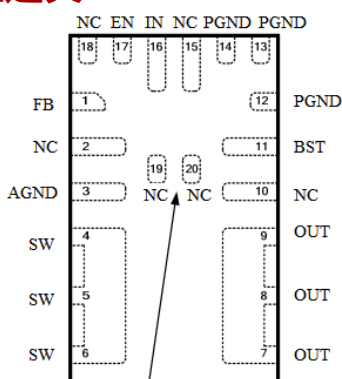 NC EN IN NC PGND PGND
18 17 16 15 14 13
FB 1 12 PGND
NC 2 11 BST
19 20
AGND 3 NC NC 10 NC
SW 4 9 OUT
SW 5 8 OUT
SW 6 7 OUT